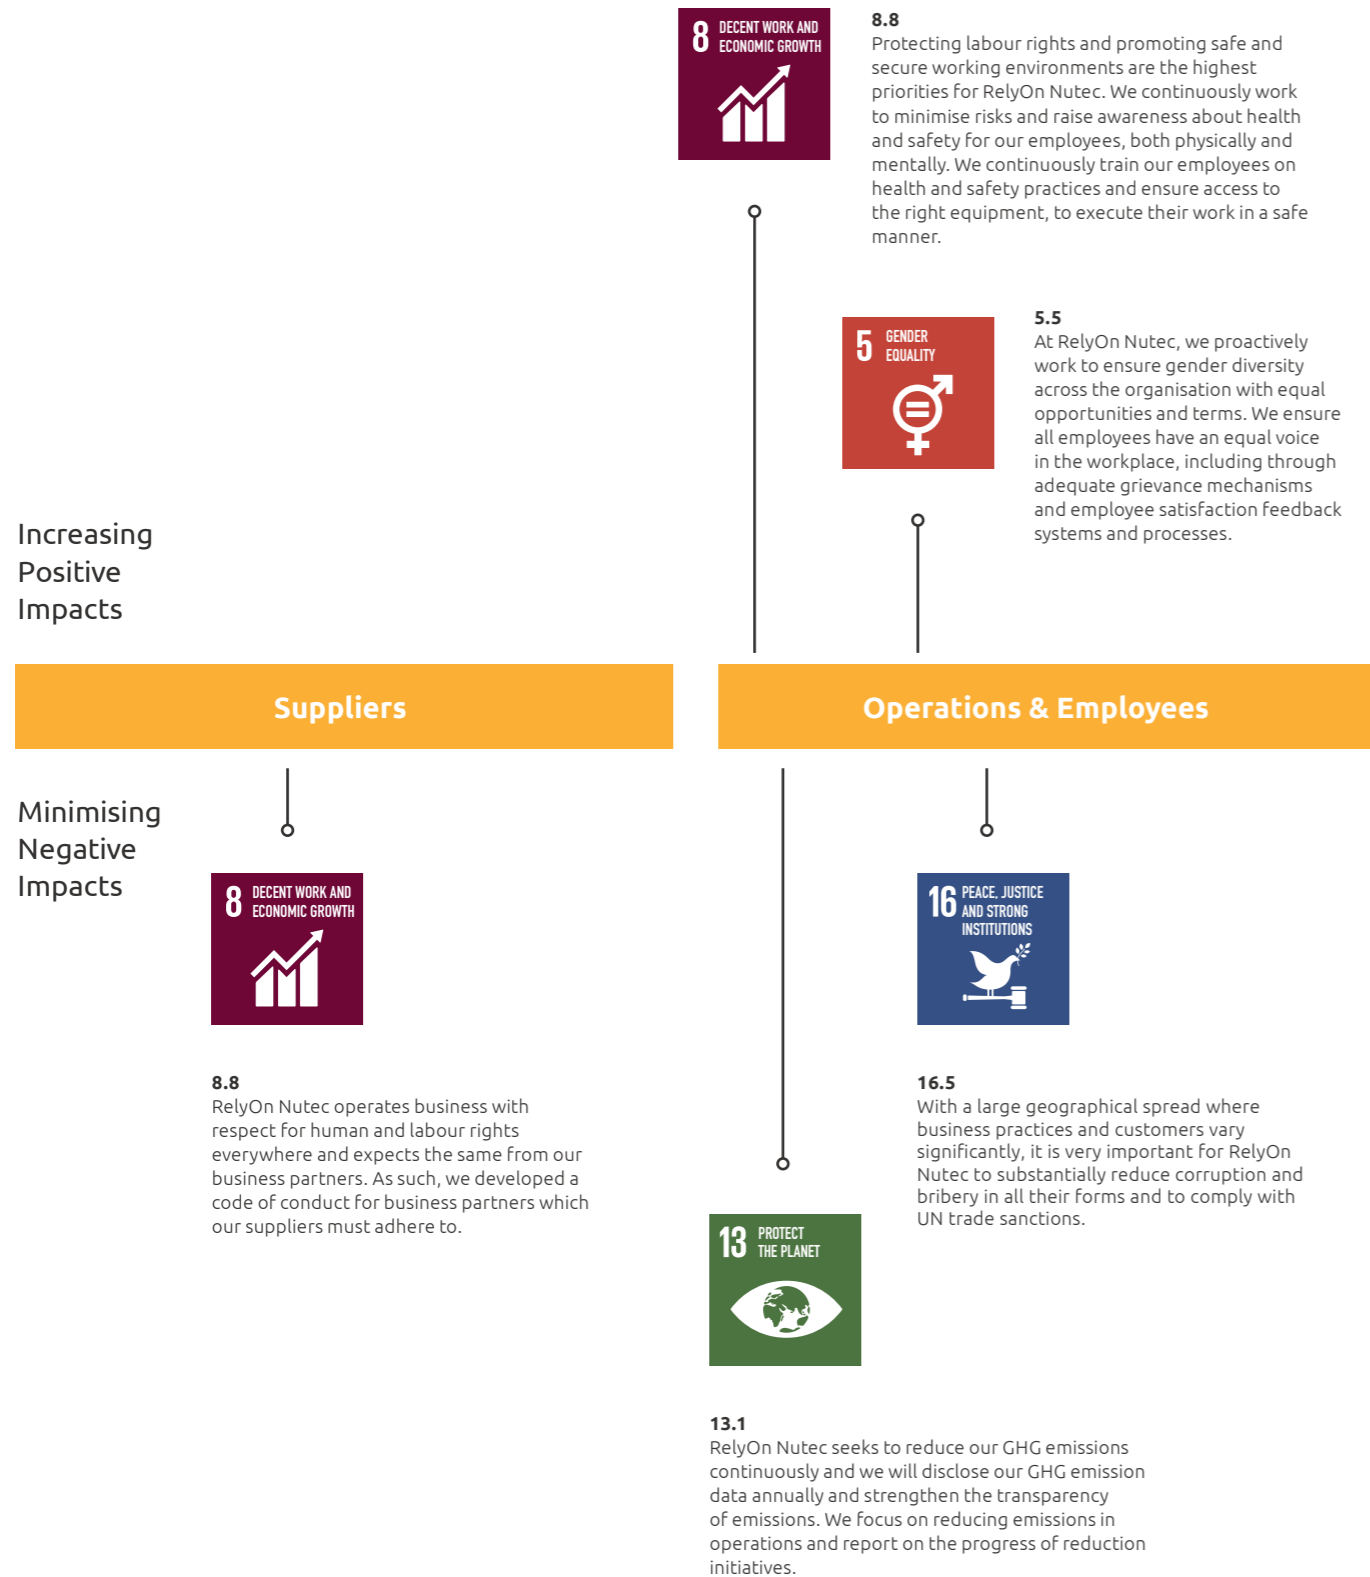 8 DECENT WORK AND
ECONOMIC GROWTH
8.8
Protecting labour rights and promoting safe and
secure working environments are the highest
priorities for RelyOn Nutec. We continuously work
to minimise risks and raise awareness about health
and safety for our employees, both physically and
mentally. We continuously train our employees on
health and safety practices and ensure access to
the right equipment, to execute their work in a safe
manner.
5 GENDER
EQUALITY
5.5
At RelyOn Nutec, we proactively
work to ensure gender diversity
across the organisation with equal
opportunities and terms. We ensure
all employees have an equal voice
in the workplace, including through
adequate grievance mechanisms
and employee satisfaction feedback
systems and processes.
Increasing
Positive
Impacts
Suppliers
Operations & Employees
Minimising
Negative
Impacts
8 DECENT WORK AND
ECONOMIC GROWTH
8.8
RelyOn Nutec operates business with
respect for human and labour rights
everywhere and expects the same from our
business partners. As such, we developed a
code of conduct for business partners which
our suppliers must adhere to.
16 PEACE, JUSTICE
AND STRONG
INSTITUTIONS
16.5
With a large geographical spread where
business practices and customers vary
significantly, it is very important for RelyOn
Nutec to substantially reduce corruption and
bribery in all their forms and to comply with
UN trade sanctions.
13 PROTECT
THE PLANET
13.1
RelyOn Nutec seeks to reduce our GHG emissions
continuously and we will disclose our GHG emission
data annually and strengthen the transparency
of emissions. We focus on reducing emissions in
operations and report on the progress of reduction
initiatives.